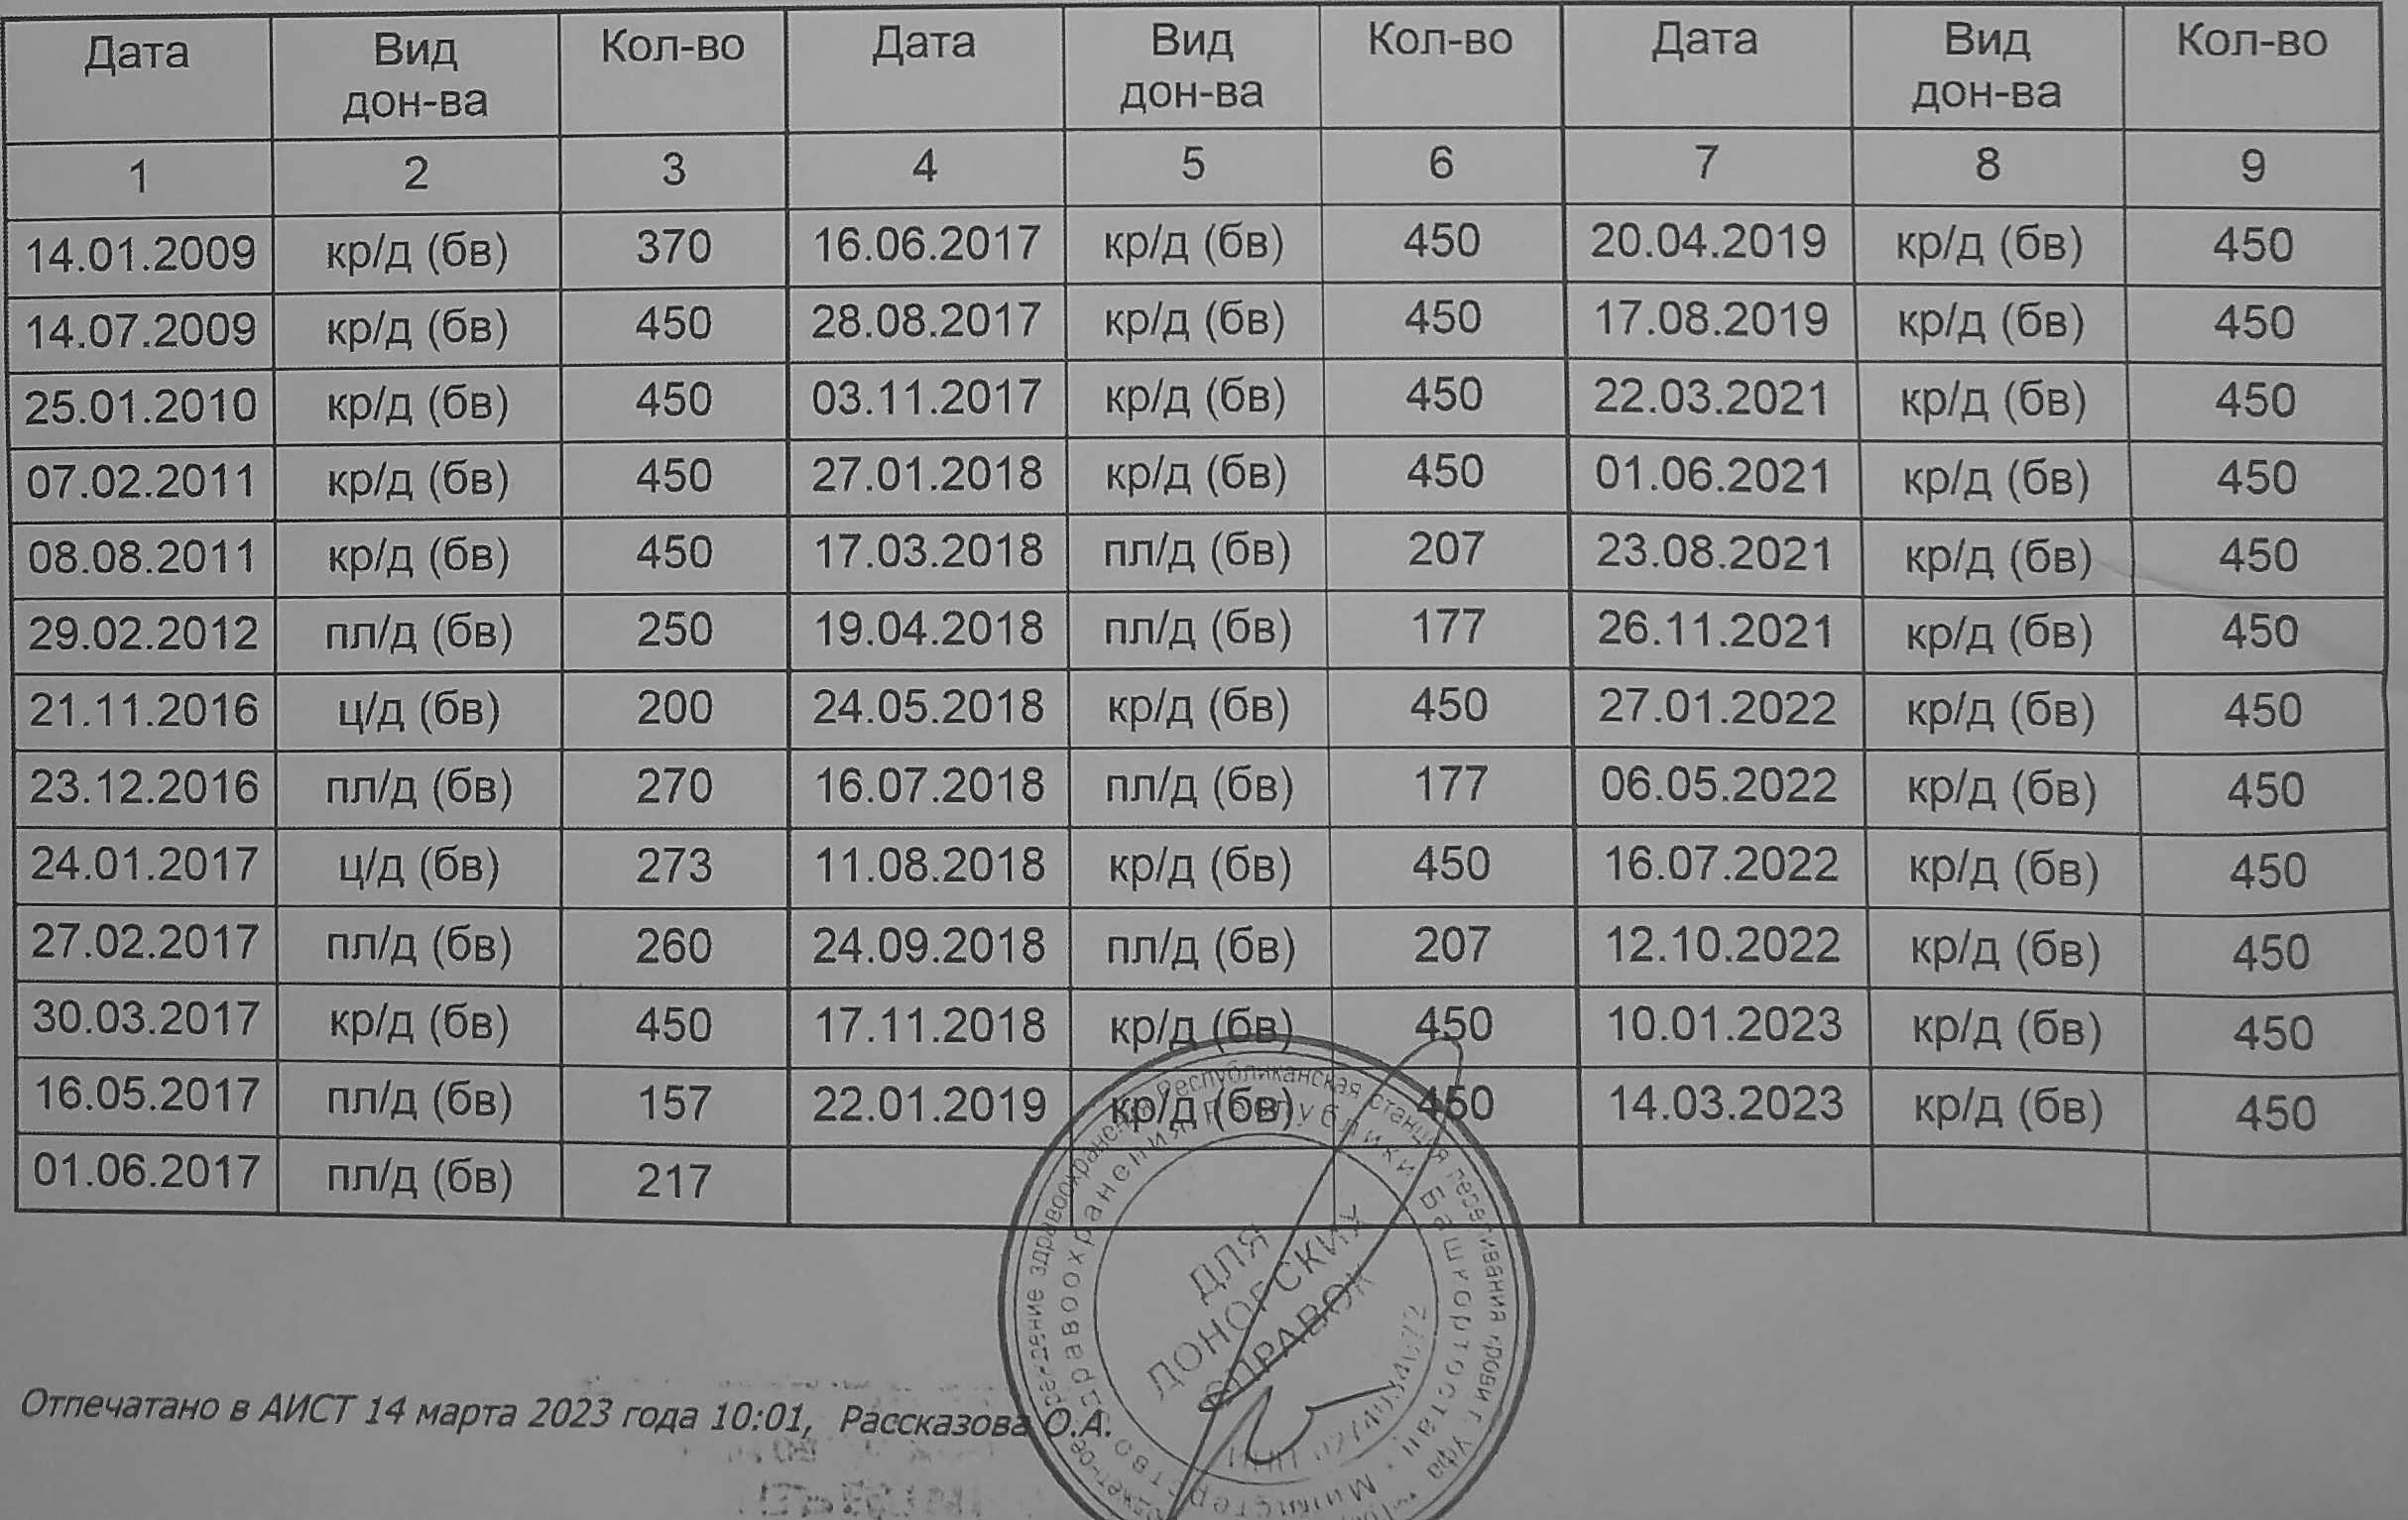 Дата Вид дон-ва Кол-во Дата Вид дон-ва Кол-во Дата Вид дон-ва Кол-во
1 2 3 4 5 6 7 8 9
14.01.2009 кр/д (бв) 370 16.06.2017 кр/д (бв) 450 20.04.2019 кр/д (бв) 450
14.07.2009 кр/д (бв) 450 28.08.2017 кр/д (бв) 450 17.08.2019 кр/д (бв) 450
25.01.2010 кр/д (бв) 450 03.11.2017 кр/д (бв) 450 22.03.2021 кр/д (бв) 450
07.02.2011 кр/д (бв) 450 27.01.2018 кр/д (бв) 450 01.06.2021 кр/д (бв) 450
08.08.2011 кр/д (бв) 450 17.03.2018 пл/д (бв) 207 23.08.2021 кр/д (бв) 450
29.02.2012 пл/д (бв) 250 19.04.2018 пл/д (бв) 177 26.11.2021 кр/д (бв) 450
21.11.2016 ц/д (бв) 200 24.05.2018 кр/д (бв) 450 27.01.2022 кр/д (бв) 450
23.12.2016 пл/д (бв) 270 16.07.2018 пл/д (бв) 177 06.05.2022 кр/д (бв) 450
24.01.2017 ц/д (бв) 273 11.08.2018 кр/д (бв) 450 16.07.2022 кр/д (бв) 450
27.02.2017 пл/д (бв) 260 24.09.2018 пл/д (бв) 207 12.10.2022 кр/д (бв) 450
30.03.2017 кр/д (бв) 450 17.11.2018 кр/д (бв) 450 10.01.2023 кр/д (бв) 450
16.05.2017 пл/д (бв) 157 22.01.2019 кр/д (бв) 450 14.03.2023 кр/д (бв) 450
01.06.2017 пл/д (бв) 217
здравоохранения Республиканская станция переливания крови г. Уфа
Министерство здравоохранения Республики Башкортостан
ДЛЯ
ДОНОРСКИХ
СПРАВОК
Отпечатано в АИСТ 14 марта 2023 года 10:01, Рассказова О.А.